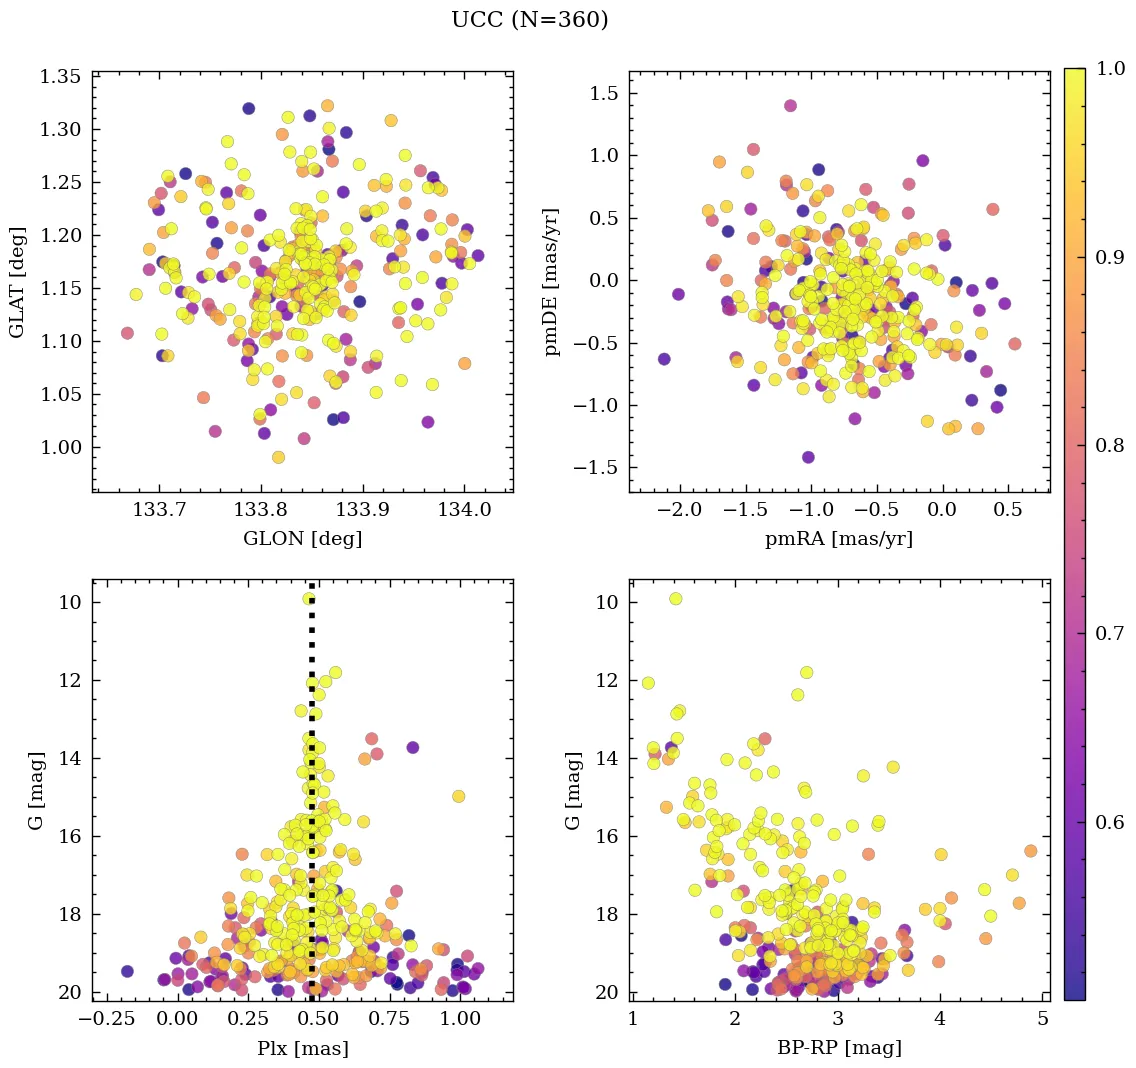 UCC (N=360)
1.35
1.30
1.25
1.20
1.15
1.10
1.05
1.00
GLAT [deg]
133.7 133.8 133.9 134.0
GLON [deg]
1.5
1.0
0.5
0.0
−0.5
−1.0
−1.5
pmDE [mas/yr]
−2.0 −1.5 −1.0 −0.5 0.0 0.5
pmRA [mas/yr]
10
12
14
16
18
20
G [mag]
−0.25 0.00 0.25 0.50 0.75 1.00
Plx [mas]
10
12
14
16
18
20
G [mag]
1 2 3 4 5
BP-RP [mag]
1.0
0.9
0.8
0.7
0.6